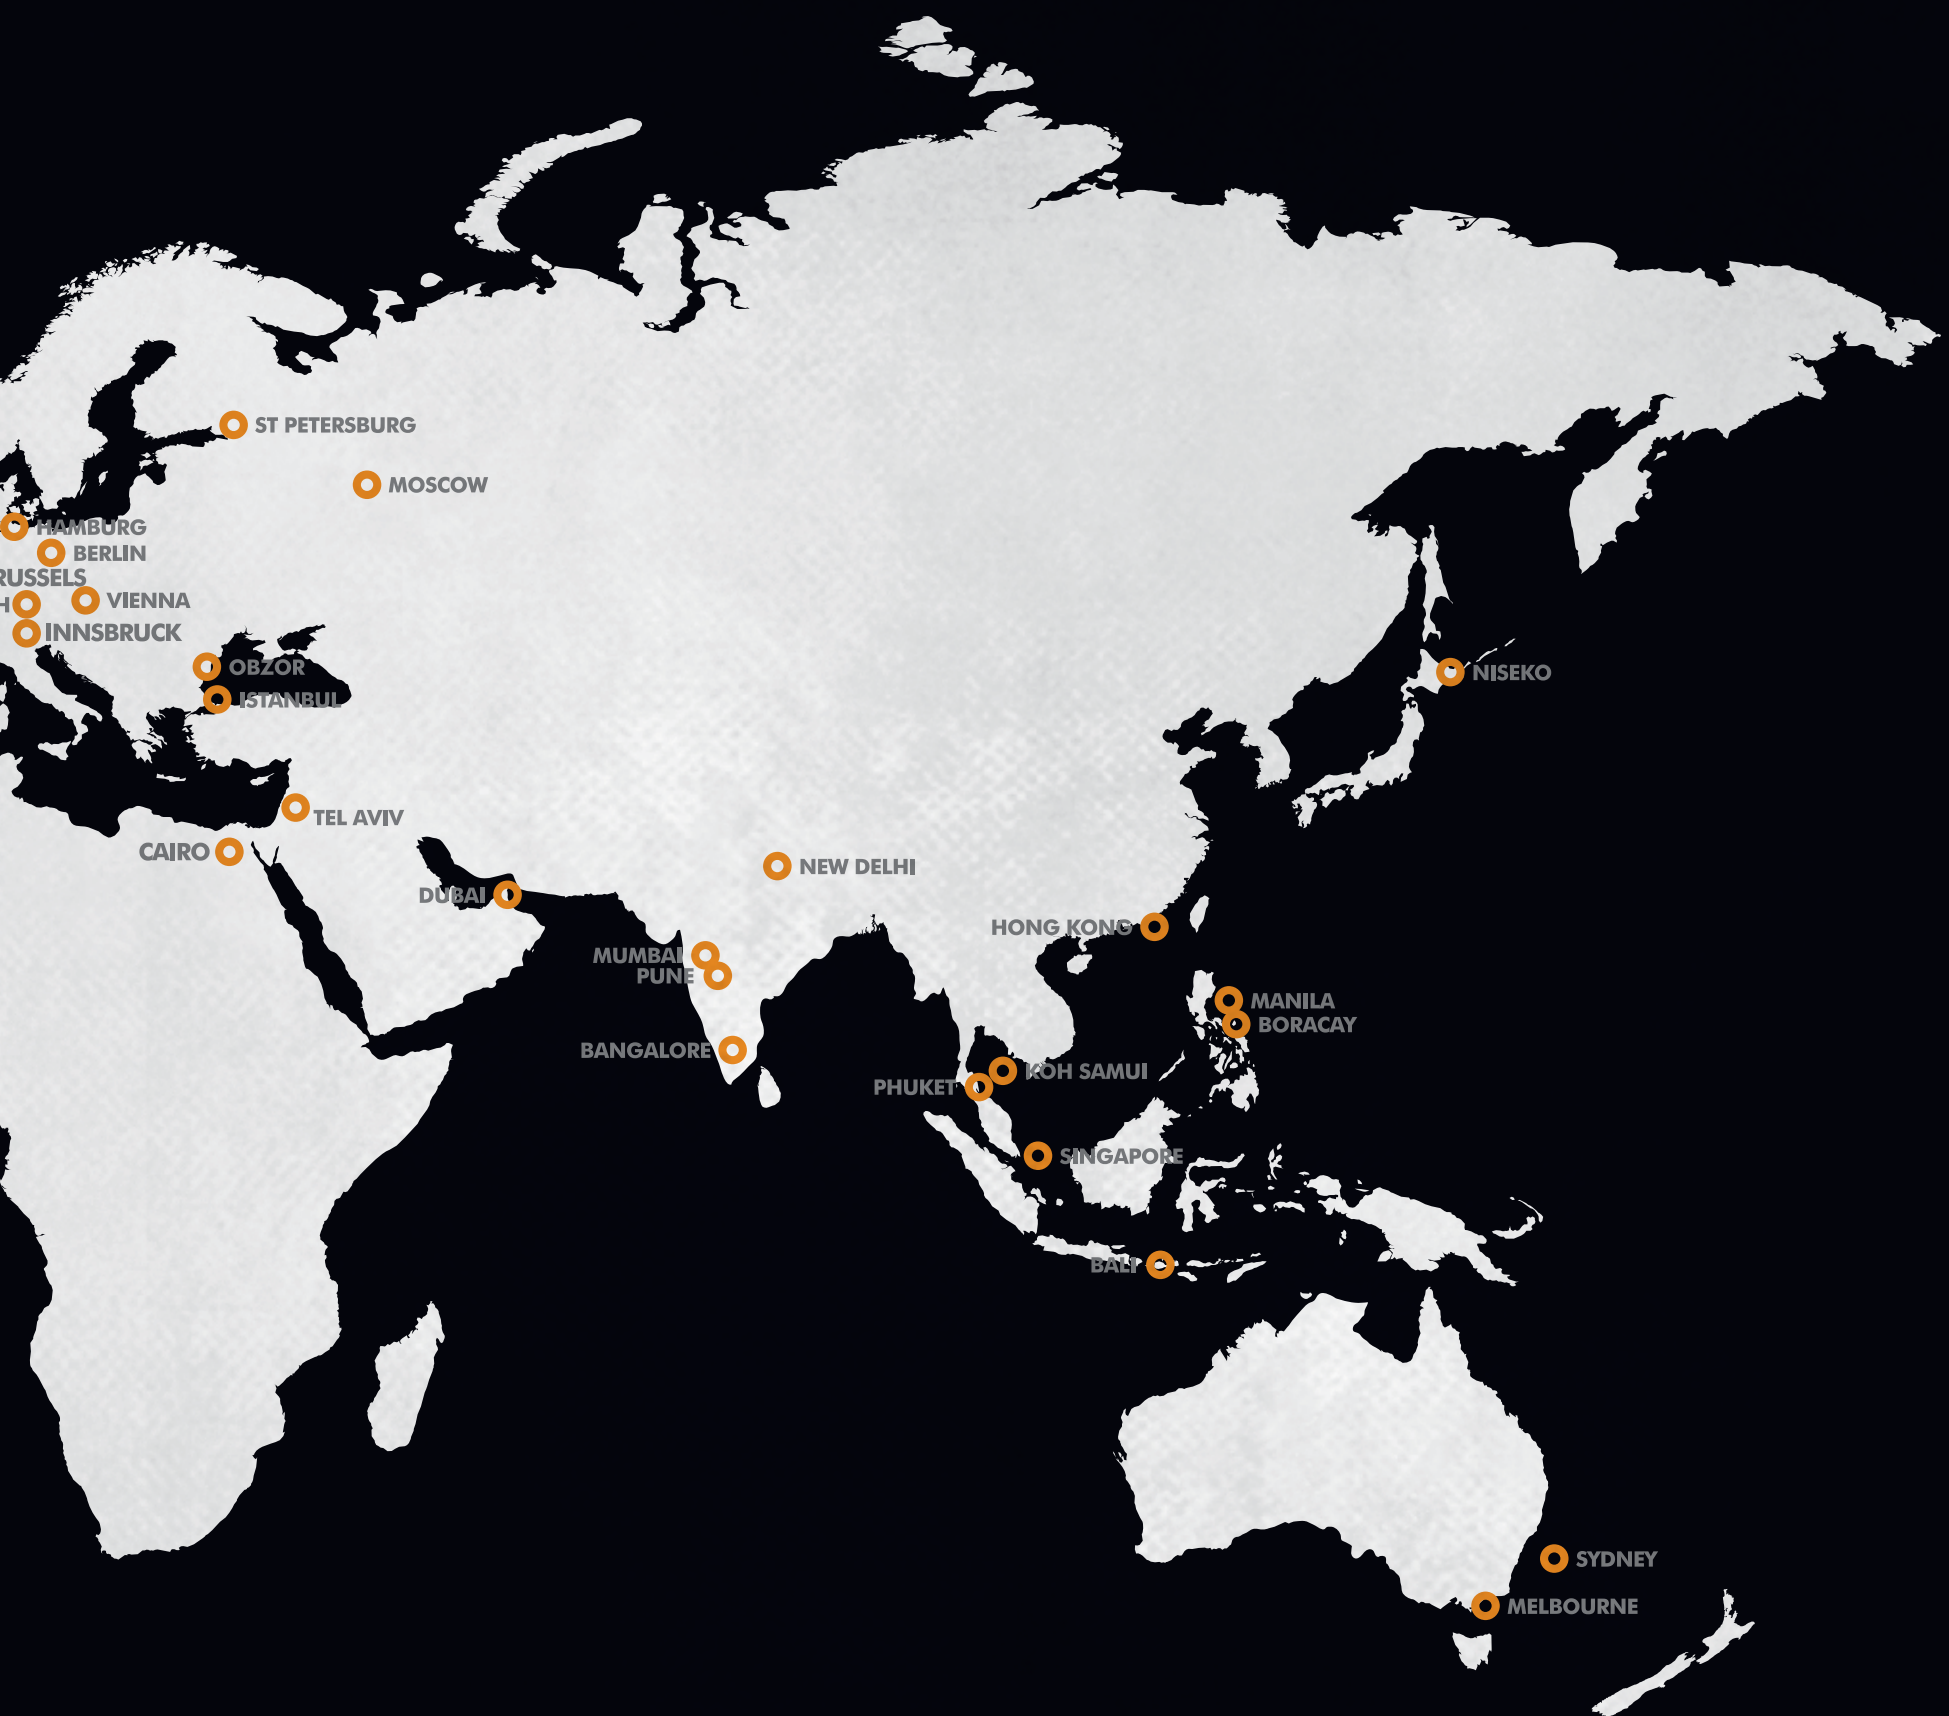 ST PETERSBURG
MOSCOW
HAMBURG
BERLIN
RUSSELS
H
VIENNA
INNSBRUCK
OBZOR
ISTANBUL
NISEKO
TEL AVIV
CAIRO
NEW DELHI
DUBAI
HONG KONG
MUMBAI
PUNE
MANILA
BORACAY
BANGALORE
KOH SAMUI
PHUKET
SINGAPORE
BALI
SYDNEY
MELBOURNE